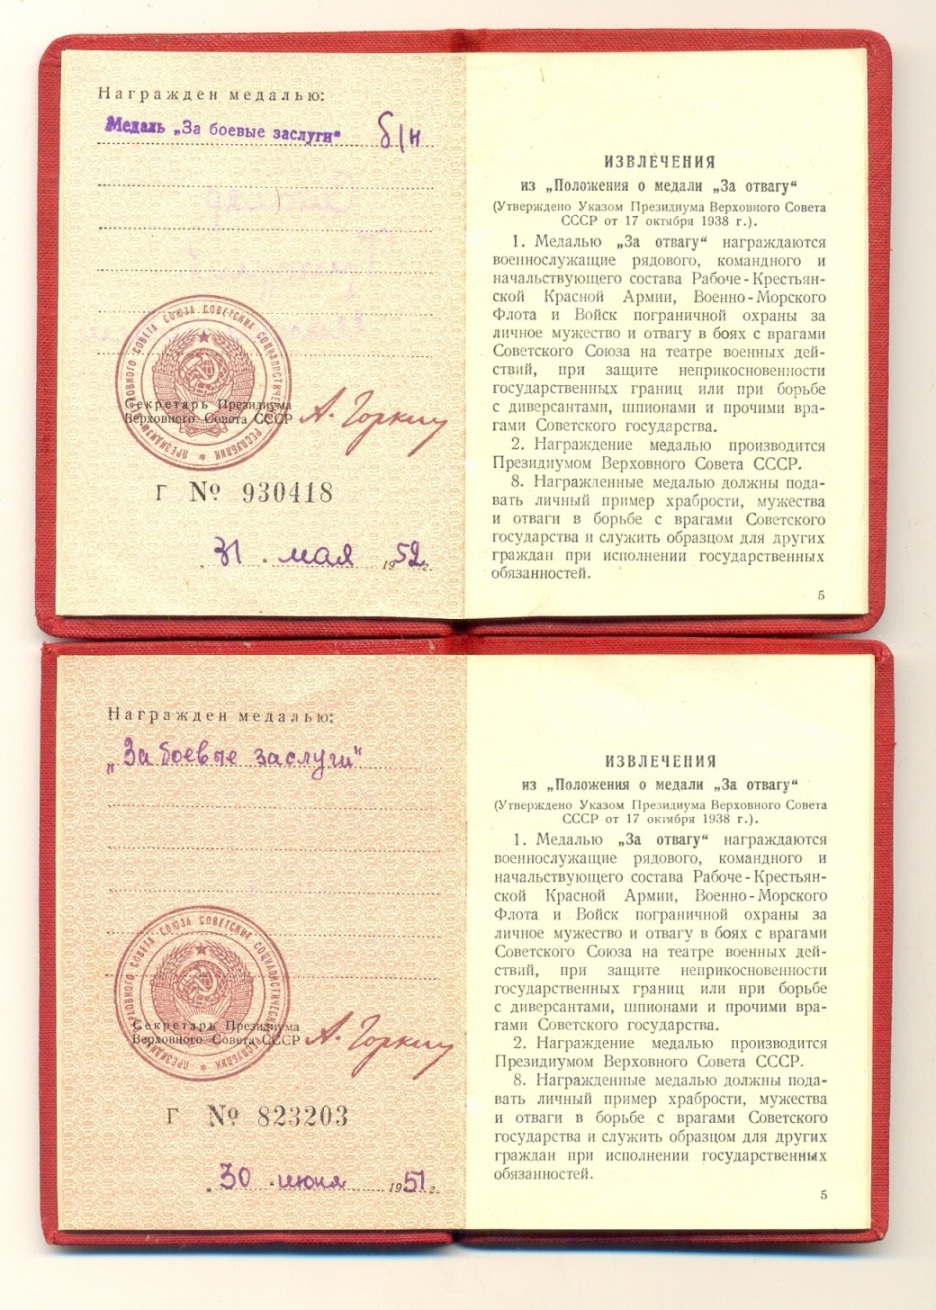 Награжден медалью:
Медаль „За боевые заслуги" б/н
Секретарь Президиума
Верховного Совета СССР А. Горкин
Г № 930418
31 мая 1952 г.
ИЗВЛЕЧЕНИЯ
из „Положения о медали „За отвагу"
(Утверждено Указом Президиума Верховного Совета
СССР от 17 октября 1938 г.).
1. Медалью „За отвагу" награждаются
военнослужащие рядового, командного и
начальствующего состава Рабоче-Крестьян-
ской Красной Армии, Военно-Морского
Флота и Войск пограничной охраны за
личное мужество и отвагу в боях с врагами
Советского Союза на театре военных дей-
ствий, при защите неприкосновенности
государственных границ или при борьбе
с диверсантами, шпионами и прочими вра-
гами Советского государства.
2. Награждение медалью производится
Президиумом Верховного Совета СССР.
8. Награжденные медалью должны пода-
вать личный пример храбрости, мужества
и отваги в борьбе с врагами Советского
государства и служить образцом для других
граждан при исполнении государственных
обязанностей.
5
Награжден медалью:
„За боевые заслуги"
Секретарь Президиума
Верховного Совета СССР А. Горкин
Г № 823203
30 июня 1951 г.
ИЗВЛЕЧЕНИЯ
из „Положения о медали „За отвагу"
(Утверждено Указом Президиума Верховного Совета
СССР от 17 октября 1938 г.).
1. Медалью „За отвагу" награждаются
военнослужащие рядового, командного и
начальствующего состава Рабоче-Крестьян-
ской Красной Армии, Военно-Морского
Флота и Войск пограничной охраны за
личное мужество и отвагу в боях с врагами
Советского Союза на театре военных дей-
ствий, при защите неприкосновенности
государственных границ или при борьбе
с диверсантами, шпионами и прочими вра-
гами Советского государства.
2. Награждение медалью производится
Президиумом Верховного Совета СССР.
8. Награжденные медалью должны пода-
вать личный пример храбрости, мужества
и отваги в борьбе с врагами Советского
государства и служить образцом для других
граждан при исполнении государственных
обязанностей.
5